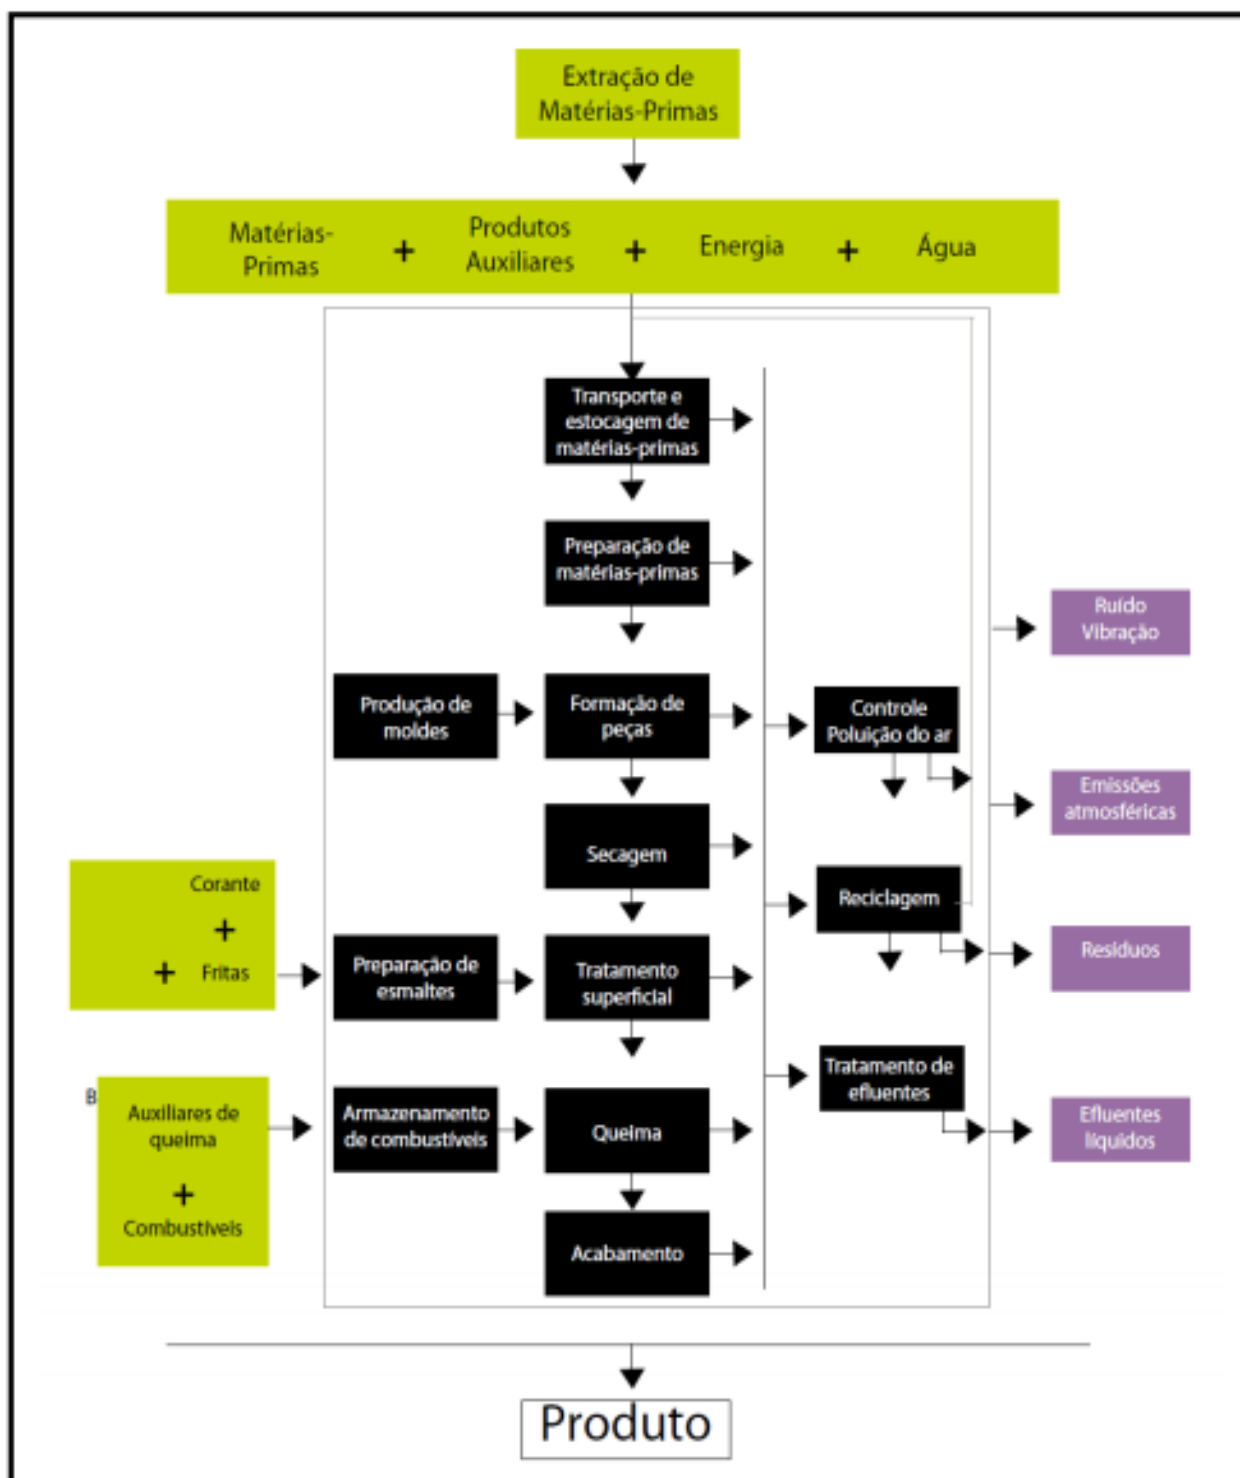 Extração de
Matérias-Primas
Matérias-
Primas
+
Produtos
Auxiliares
+
Energia
+
Água
Transporte e
estocagem de
matérias-primas
Preparação de
matérias-primas
Ruído
Vibração
Produção de
moldes
Formação de
peças
Controle
Poluição do ar
Emissões
atmosféricas
Secagem
Corante
+
+ Fritas
Reciclagem
Resíduos
Preparação de
esmaltes
Tratamento
superficial
Tratamento de
efluentes
Efluentes
líquidos
B
Auxiliares de
queima
+
Combustíveis
Armazenamento
de combustíveis
Queima
Acabamento
Produto